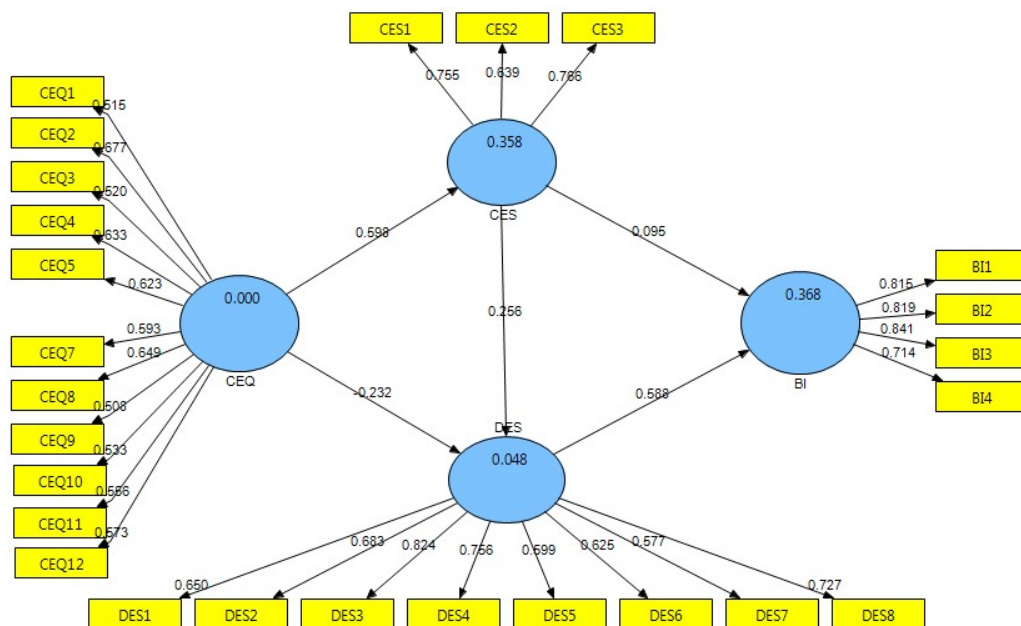 CES1
CES2
CES3
0.755
0.639
0.766
CEQ1
0.515
CEQ2
0.677
CEQ3
0.520
CEQ4
0.633
CEQ5
0.623
CEQ7
0.593
CEQ8
0.649
CEQ9
0.508
CEQ10
0.533
CEQ11
0.556
CEQ12
0.573
0.358
CES
0.598
0.095
0.000
CEQ
0.256
0.368
BI
0.815
BI1
0.819
BI2
0.841
BI3
0.714
BI4
-0.232
0.588
DES
0.048
0.650
0.683
0.824
0.756
0.599
0.625
0.577
0.727
DES1
DES2
DES3
DES4
DES5
DES6
DES7
DES8